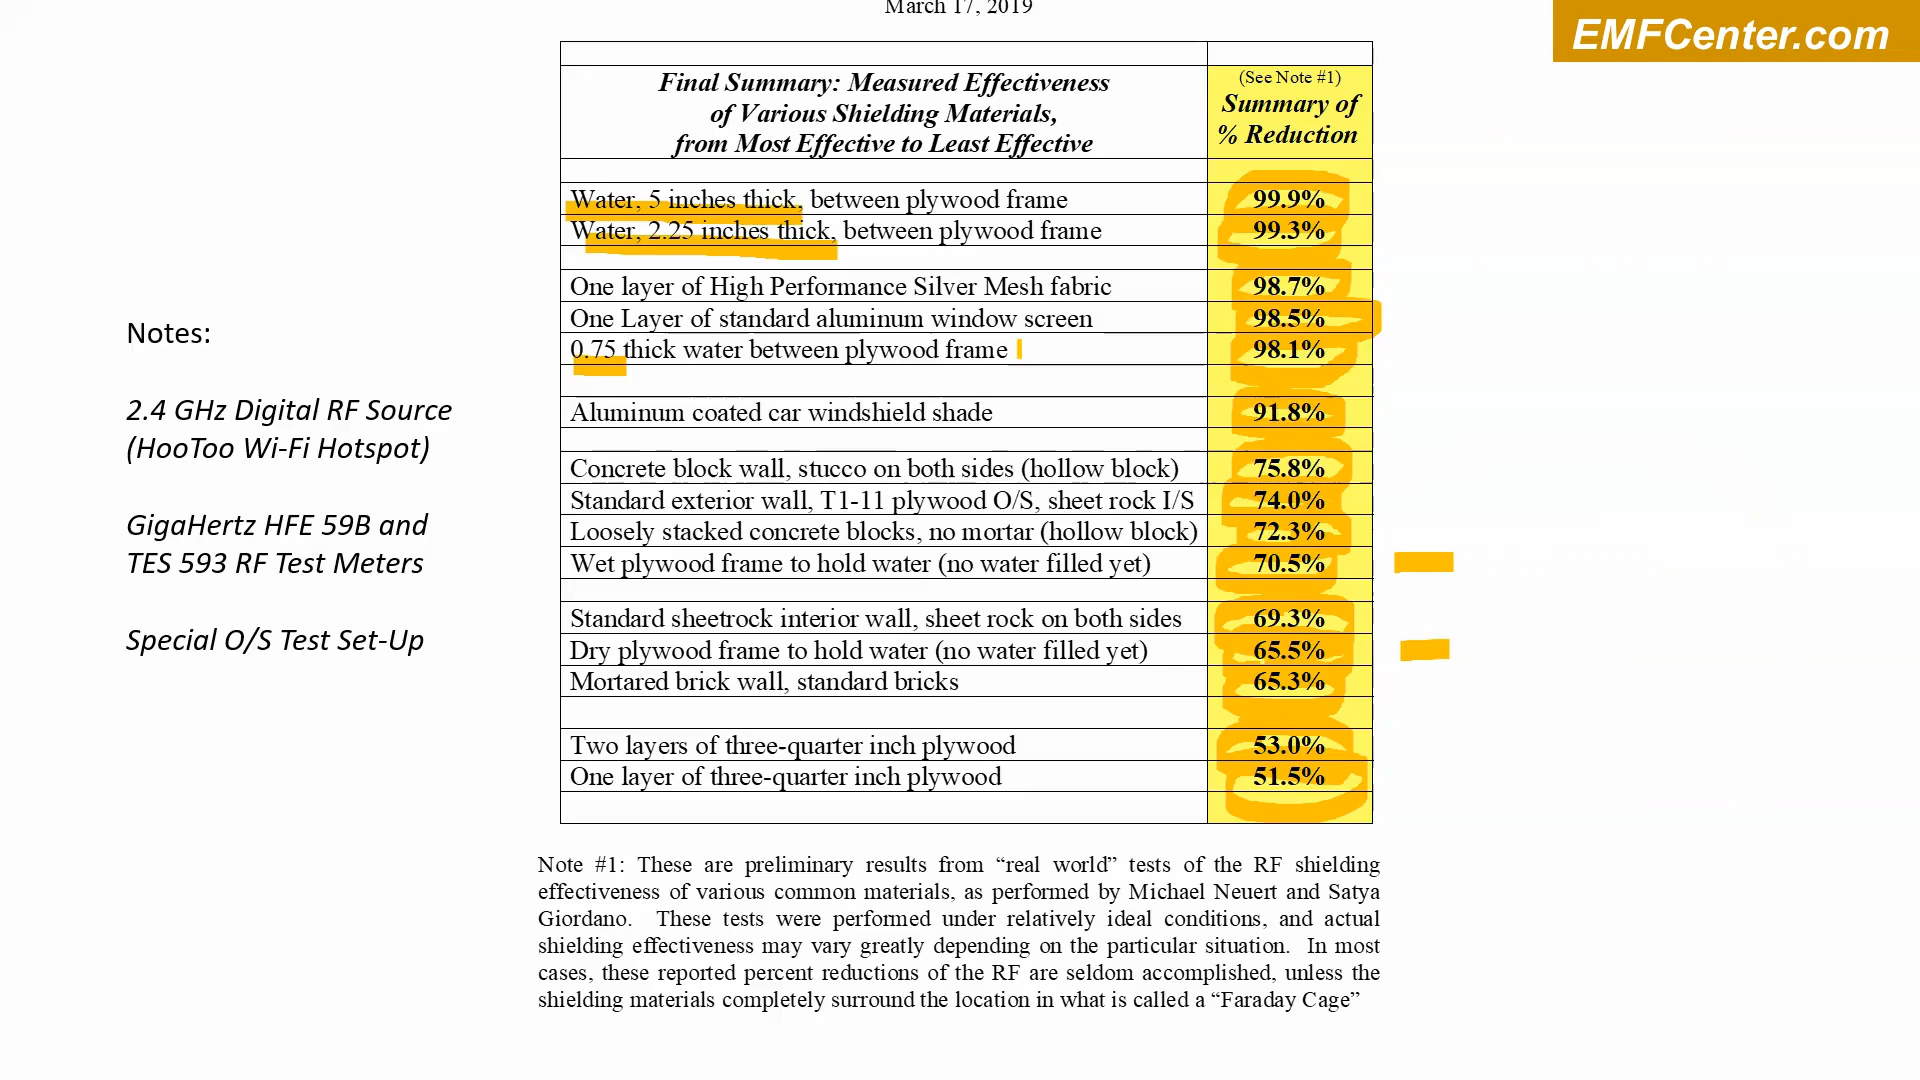 March 17, 2019
EMFCenter.com
Final Summary: Measured Effectiveness
of Various Shielding Materials,
from Most Effective to Least Effective
(See Note #1)
Summary of
% Reduction
Water, 5 inches thick, between plywood frame 99.9%
Water, 2.25 inches thick, between plywood frame 99.3%
One layer of High Performance Silver Mesh fabric 98.7%
One Layer of standard aluminum window screen 98.5%
0.75 thick water between plywood frame 98.1%
Aluminum coated car windshield shade 91.8%
Concrete block wall, stucco on both sides (hollow block) 75.8%
Standard exterior wall, T1-11 plywood O/S, sheet rock I/S 74.0%
Loosely stacked concrete blocks, no mortar (hollow block) 72.3%
Wet plywood frame to hold water (no water filled yet) 70.5%
Standard sheetrock interior wall, sheet rock on both sides 69.3%
Dry plywood frame to hold water (no water filled yet) 65.5%
Mortared brick wall, standard bricks 65.3%
Two layers of three-quarter inch plywood 53.0%
One layer of three-quarter inch plywood 51.5%
Notes:
2.4 GHz Digital RF Source
(HooToo Wi-Fi Hotspot)
GigaHertz HFE 59B and
TES 593 RF Test Meters
Special O/S Test Set-Up
Note #1: These are preliminary results from “real world” tests of the RF shielding
effectiveness of various common materials, as performed by Michael Neuert and Satya
Giordano. These tests were performed under relatively ideal conditions, and actual
shielding effectiveness may vary greatly depending on the particular situation. In most
cases, these reported percent reductions of the RF are seldom accomplished, unless the
shielding materials completely surround the location in what is called a “Faraday Cage”